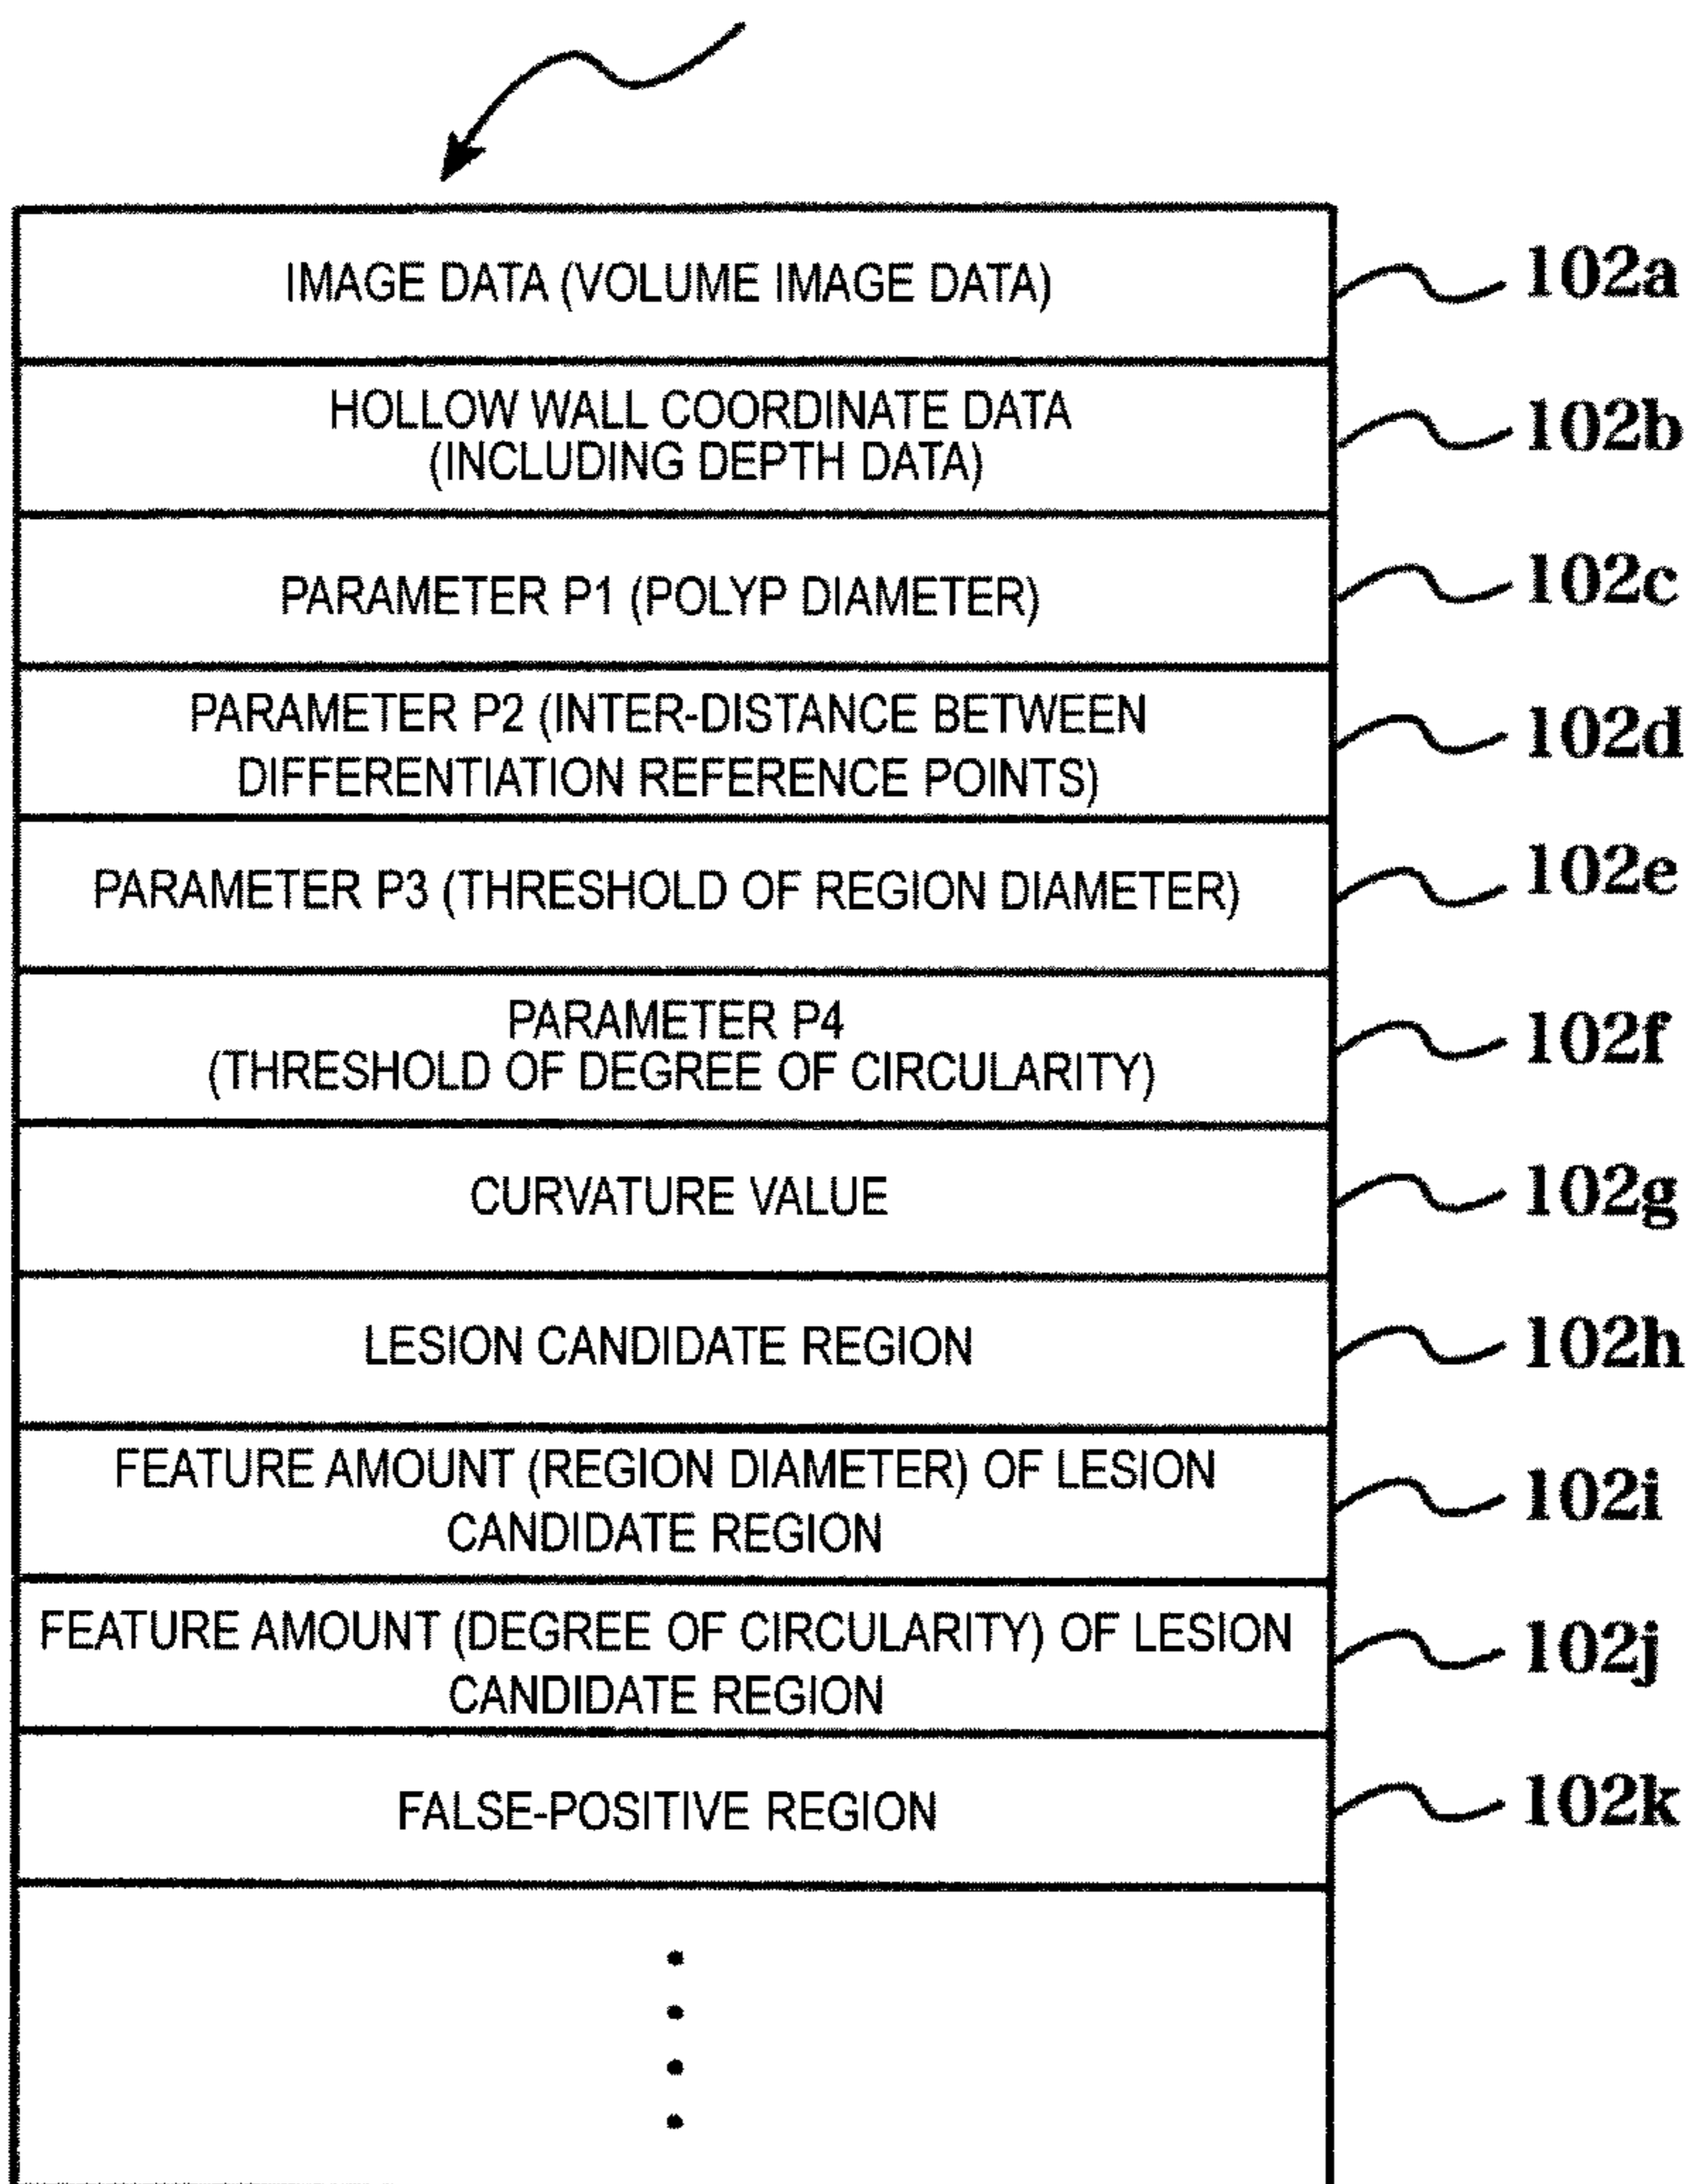 IMAGE DATA (VOLUME IMAGE DATA)
102a
HOLLOW WALL COORDINATE DATA
(INCLUDING DEPTH DATA)
102b
PARAMETER P1 (POLYP DIAMETER)
102c
PARAMETER P2 (INTER-DISTANCE BETWEEN
DIFFERENTIATION REFERENCE POINTS)
102d
PARAMETER P3 (THRESHOLD OF REGION DIAMETER)
102e
PARAMETER P4
(THRESHOLD OF DEGREE OF CIRCULARITY)
102f
CURVATURE VALUE
102g
LESION CANDIDATE REGION
102h
FEATURE AMOUNT (REGION DIAMETER) OF LESION
CANDIDATE REGION
102i
FEATURE AMOUNT (DEGREE OF CIRCULARITY) OF LESION
CANDIDATE REGION
102j
FALSE-POSITIVE REGION
102k